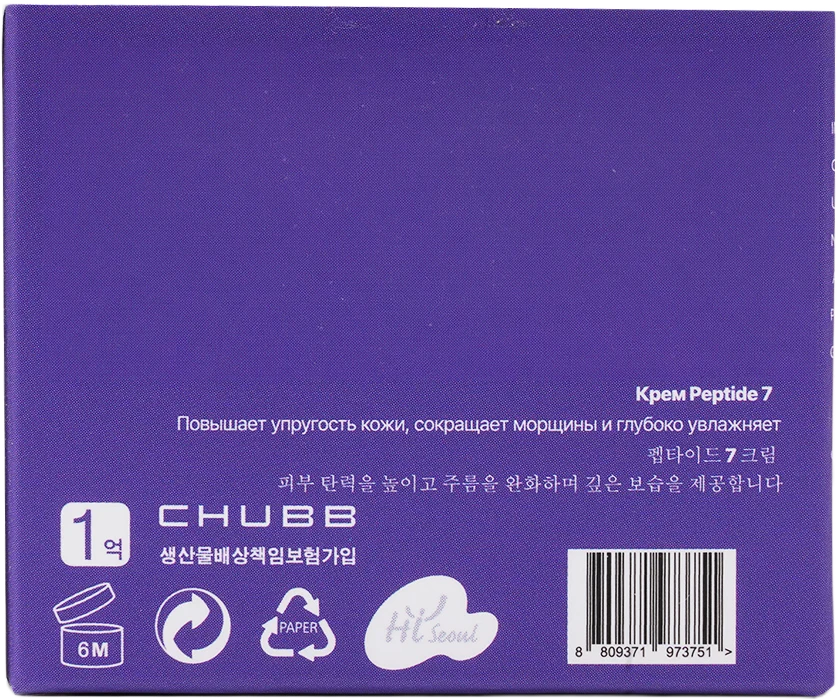 Крем Peptide 7
Повышает упругость кожи, сокращает морщины и глубоко увлажняет
펩타이드 7 크림
피부 탄력을 높이고 주름을 완화하며 깊은 보습을 제공합니다
1억
CHUBB
생산물배상책임보험가입
6M
PAPER
Hi Seoul
8 809371 973751 >